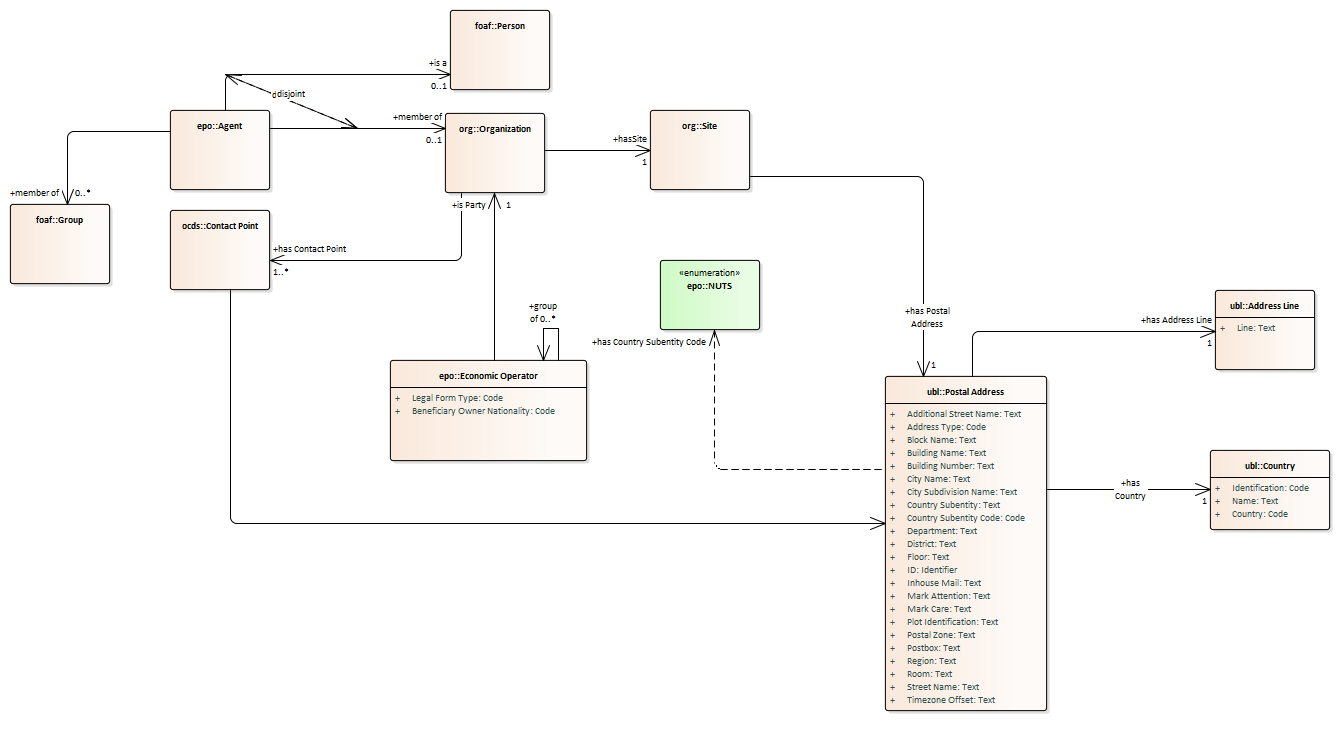 foaf::Person
+is a
0..1
disjoint
epo::Agent
+member of
0..1
org::Organization
org::Site
+hasSite
1
+member of
0..*
foaf::Group
ocds::Contact Point
+is Party
1
+has Contact Point
1..*
«enumeration»
epo::NUTS
+has Country Subentity Code
+group
of 0..*
+has Postal
Address
1
ubl::Address Line
+ Line: Text
+has Address Line
1
epo::Economic Operator
+ Legal Form Type: Code
+ Beneficiary Owner Nationality: Code
ubl::Postal Address
+ Additional Street Name: Text
+ Address Type: Code
+ Block Name: Text
+ Building Name: Text
+ Building Number: Text
+ City Name: Text
+ City Subdivision Name: Text
+ Country Subentity: Text
+ Country Subentity Code: Code
+ Department: Text
+ District: Text
+ Floor: Text
+ ID: Identifier
+ Inhouse Mail: Text
+ Mark Attention: Text
+ Mark Care: Text
+ Plot Identification: Text
+ Postal Zone: Text
+ Postbox: Text
+ Region: Text
+ Room: Text
+ Street Name: Text
+ Timezone Offset: Text
+has
Country
1
ubl::Country
+ Identification: Code
+ Name: Text
+ Country: Code